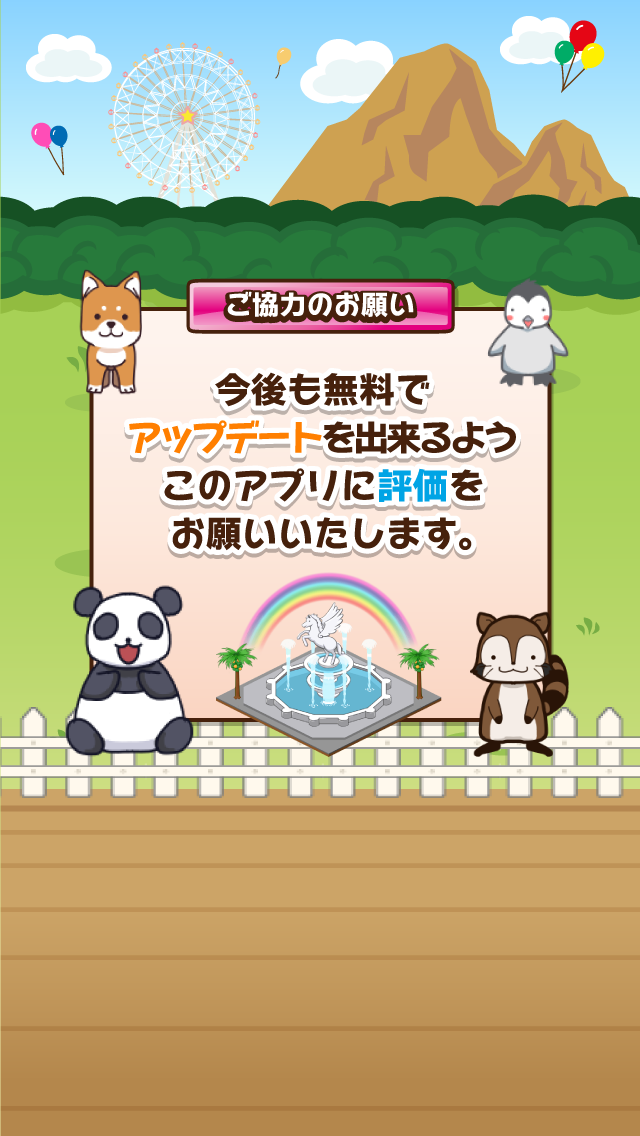 ご協力のお願い
今後も無料で
アップデートを出来るよう
このアプリに評価を
お願いいたします。